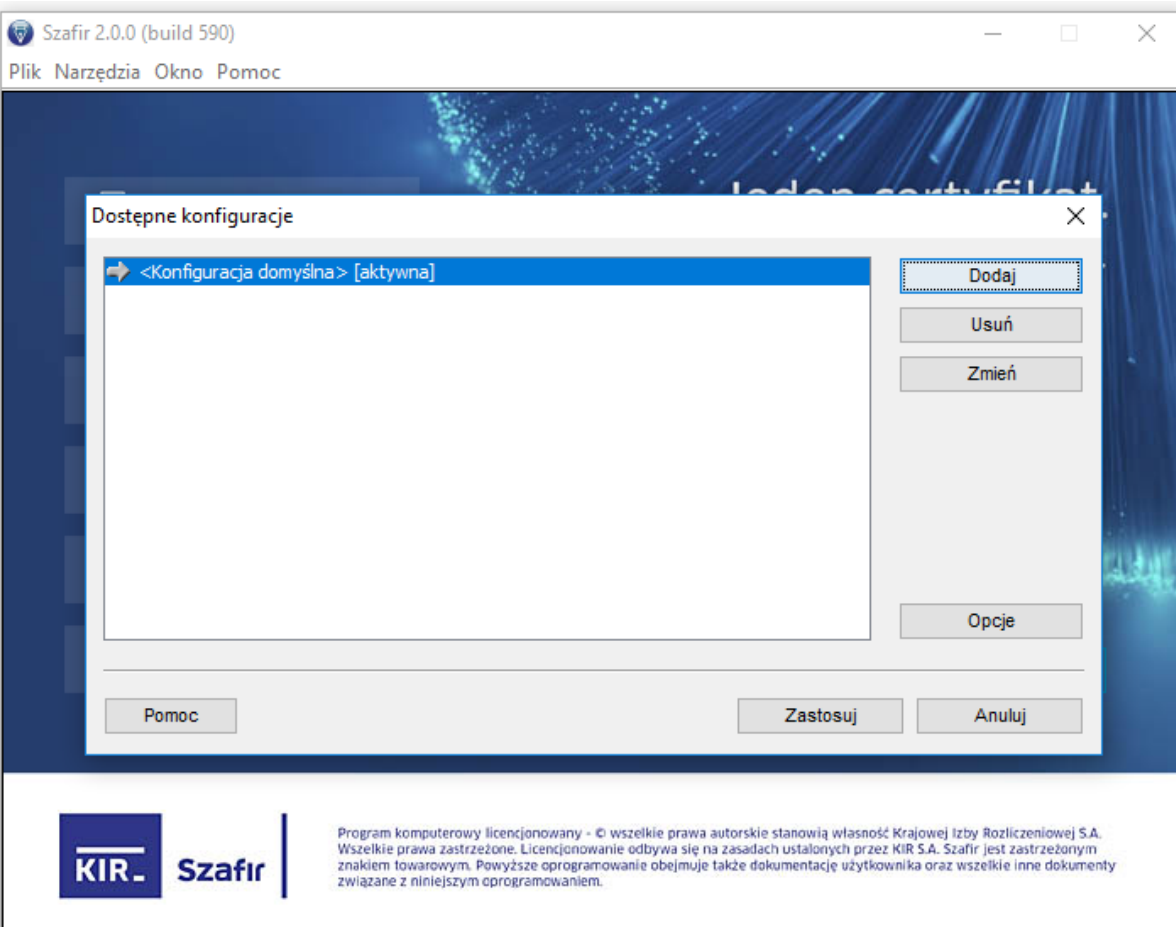 Szafir 2.0.0 (build 590)
Plik Narzędzia Okno Pomoc
Jeden certyfikat.
Dostępne konfiguracje
<Konfiguracja domyślna> [aktywna]
Dodaj
Usuń
Zmień
Opcje
Pomoc
Zastosuj
Anuluj
KIR
Szafir
Program komputerowy licencjonowany - © wszelkie prawa autorskie stanowią własność Krajowej Izby Rozliczeniowej S.A.
Wszelkie prawa zastrzeżone. Licencjonowanie odbywa się na zasadach ustalonych przez KIR S.A. Szafir jest zastrzeżonym
znakiem towarowym. Powyższe oprogramowanie obejmuje także dokumentację użytkownika oraz wszelkie inne dokumenty
związane z niniejszym oprogramowaniem.